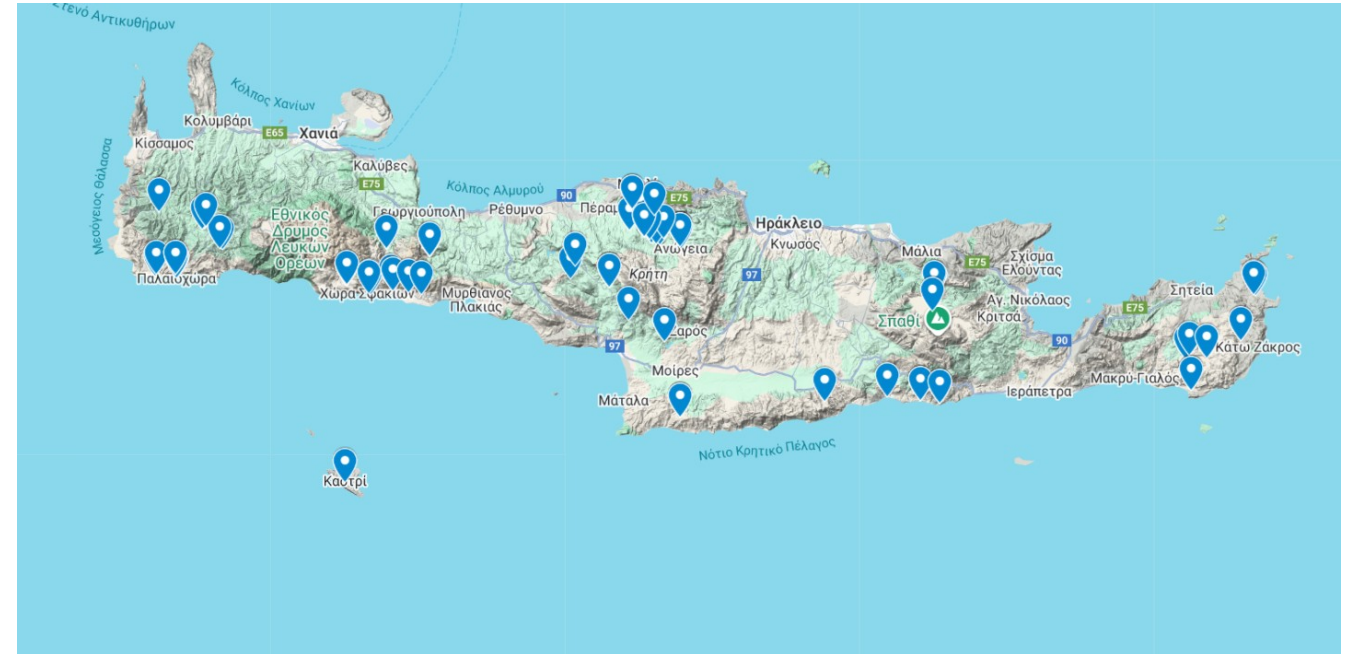 Στενό Αντικυθήρων
Κόλπος Χανίων
Κολυμβάρι
E65
Χανιά
Κίσσαμος
Μεσόγειος Θάλασσα
Καλύβες
E75
Κόλπος Αλμυρού
Γεωργιούπολη
Ρέθυμνο
90
E75
Εθνικός
Δρυμός
Λευκών
Ορέων
Παλαιόχωρα
Χώρα Σφακίων
Μυρθιανός
Πλακιάς
Ανώγεια
Κρήτη
Ηράκλειο
Κνωσός
97
Μάλια
E75
Σχίσμα
Ελούντας
Αγ. Νικόλαος
Κριτσά
Σπαθί
90
Σητεία
E75
Κάτω Ζάκρος
Μακρύ-Γιαλός
Ιεράπετρα
97
Μοίρες
Μάταλα
Νότιο Κρητικό Πέλαγος
Καστρί